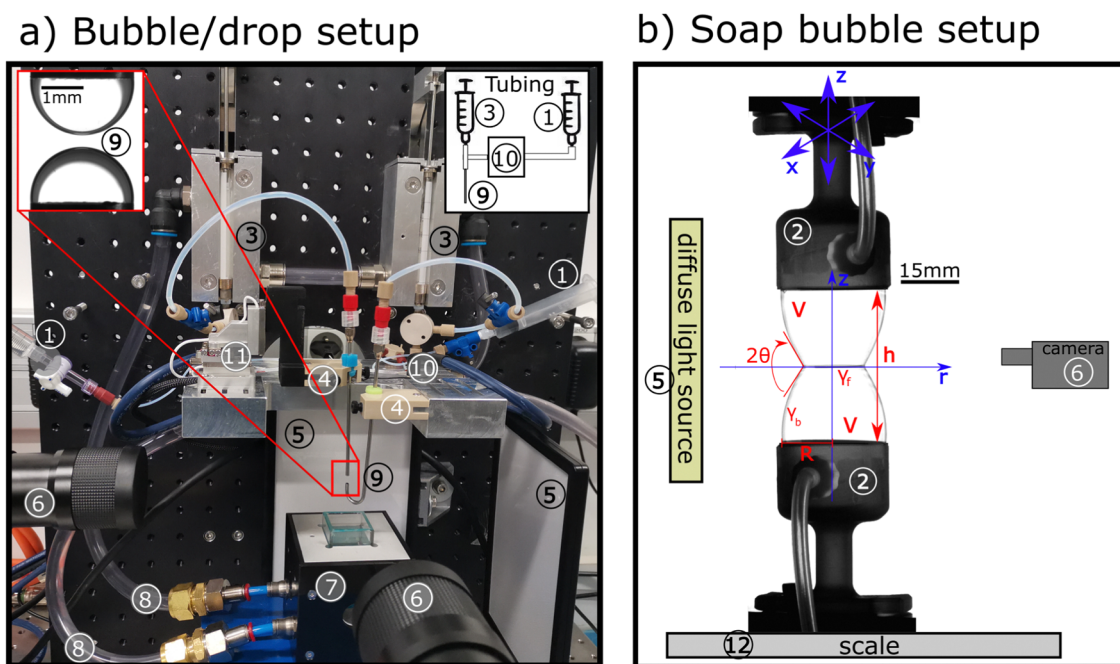 a) Bubble/drop setup
b) Soap bubble setup
1mm
9
Tubing
3
1
10
9
3
3
1
1
11
10
4
4
5
9
5
6
7
6
8
8
z
x
y
2
15mm
diffuse light source
5
z
V
h
2θ
γf
r
γb
V
R
2
camera
6
12
scale